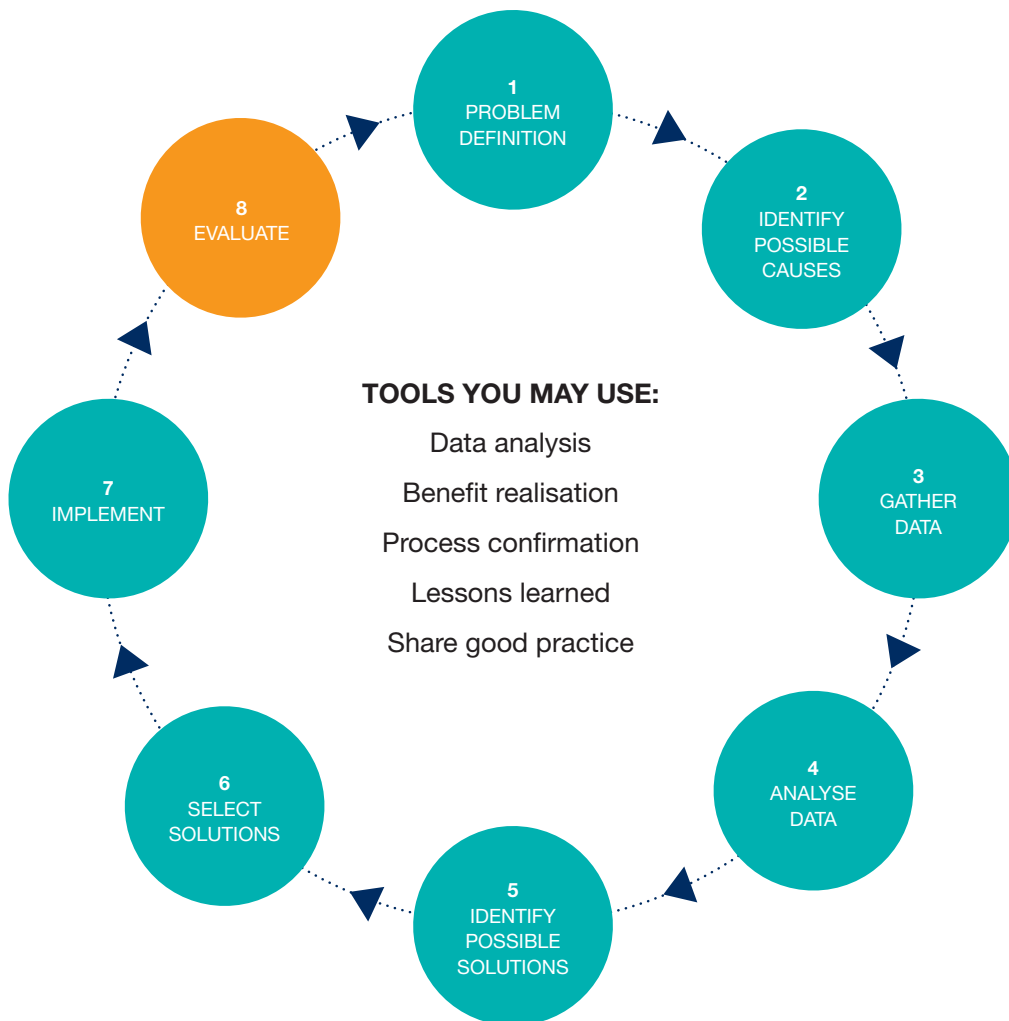 1
PROBLEM
DEFINITION
2
IDENTIFY
POSSIBLE
CAUSES
3
GATHER
DATA
4
ANALYSE
DATA
5
IDENTIFY
POSSIBLE
SOLUTIONS
6
SELECT
SOLUTIONS
7
IMPLEMENT
8
EVALUATE
TOOLS YOU MAY USE:
Data analysis
Benefit realisation
Process confirmation
Lessons learned
Share good practice